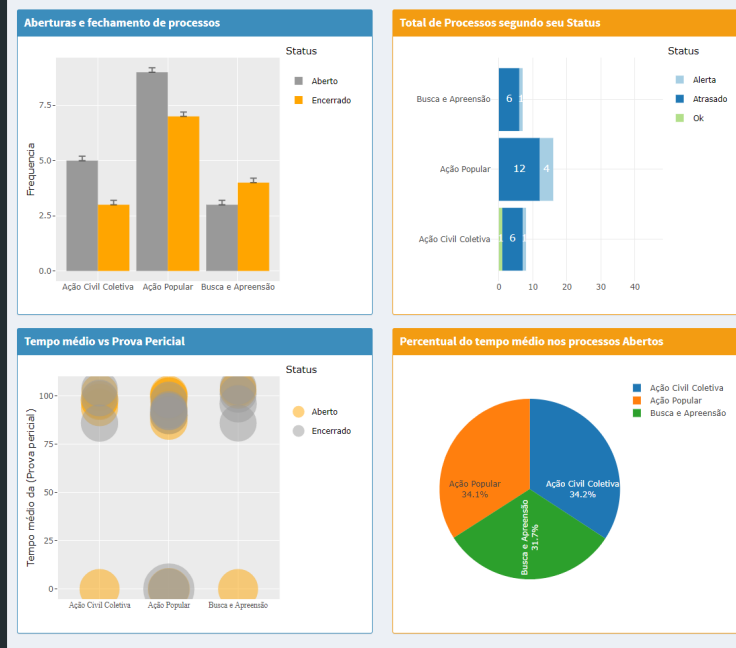 Aberturas e fechamento de processos
Status
Aberto
Encerrado
7.5-
5.0-
2.5-
0.0-
Frequencia
Ação Civil Coletiva
Ação Popular
Busca e Apreensão
Total de Processos segundo seu Status
Status
Alerta
Atrasado
Ok
Busca e Apreensão
6
1
Ação Popular
12
4
Ação Civil Coletiva
1
6
1
0
10
20
30
40
Tempo médio vs Prova Pericial
Status
Aberto
Encerrado
100-
75-
50-
25-
0-
Tempo médio da (Prova pericial)
Ação Civil Coletiva
Ação Popular
Busca e Apreensão
Percentual do tempo médio nos processos Abertos
Ação Civil Coletiva
Ação Popular
Busca e Apreensão
Ação Popular
34.1%
Ação Civil Coletiva
34.2%
Busca e Apreensão
31.7%